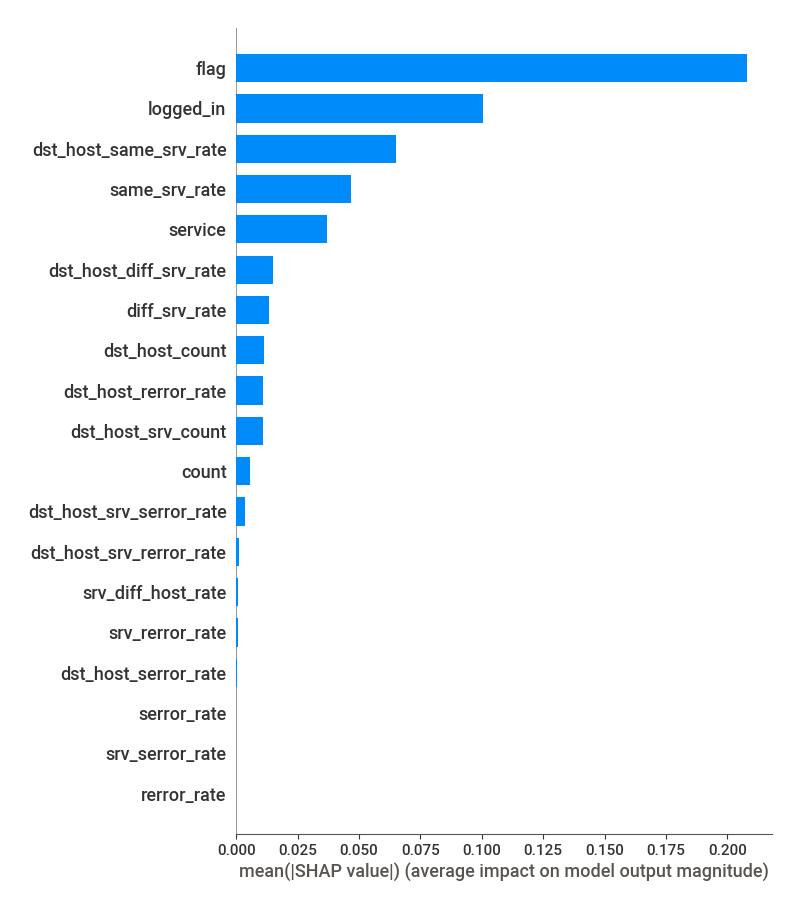 flag
logged_in
dst_host_same_srv_rate
same_srv_rate
service
dst_host_diff_srv_rate
diff_srv_rate
dst_host_count
dst_host_rerror_rate
dst_host_srv_count
count
dst_host_srv_serror_rate
dst_host_srv_rerror_rate
srv_diff_host_rate
srv_rerror_rate
dst_host_serror_rate
serror_rate
srv_serror_rate
rerror_rate
0.000 0.025 0.050 0.075 0.100 0.125 0.150 0.175 0.200
mean(|SHAP value|) (average impact on model output magnitude)